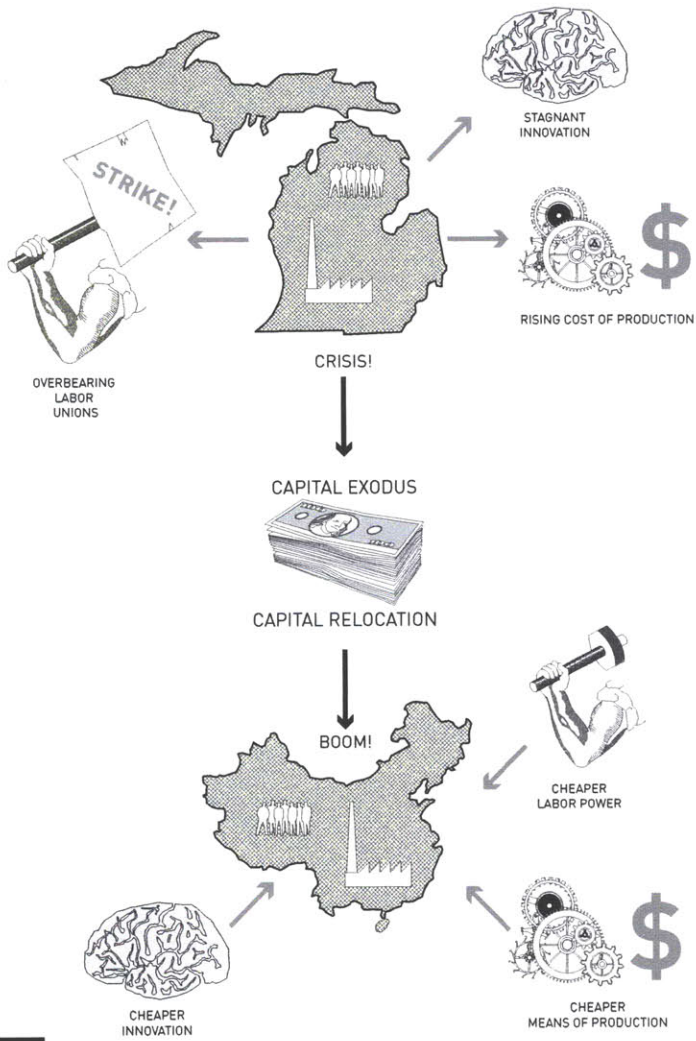 STAGNANT
INNOVATION
STRIKE!
$
RISING COST OF PRODUCTION
OVERBEARING
LABOR
UNIONS
CRISIS!
CAPITAL EXODUS
CAPITAL RELOCATION
BOOM!
CHEAPER
LABOR POWER
$
CHEAPER
INNOVATION
CHEAPER
MEANS OF PRODUCTION